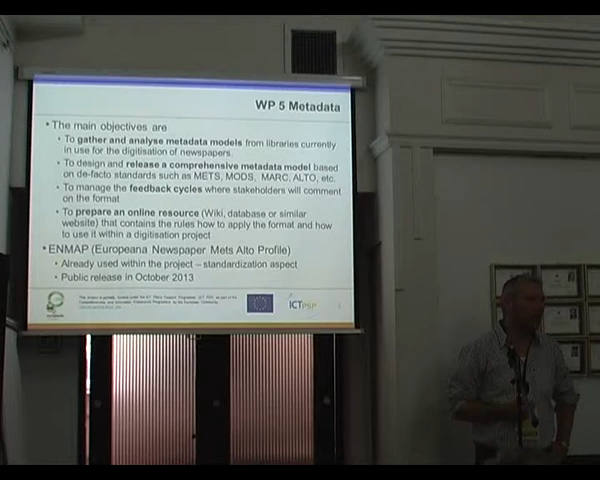 WP 5 Metadata
• The main objectives are
• To gather and analyse metadata models from libraries currently
in use for the digitisation of newspapers.
• To design and release a comprehensive metadata model based
on de-facto standards such as METS, MODS, MARC, ALTO, etc.
• To manage the feedback cycles where stakeholders will comment
on the format
• To prepare an online resource (Wiki, database or similar
website) that contains the rules how to apply the format and how
to use it within a digitisation project
• ENMAP (Europeana Newspaper Mets Alto Profile)
• Already used within the project – standardization aspect
• Public release in October 2013
ICTPSP